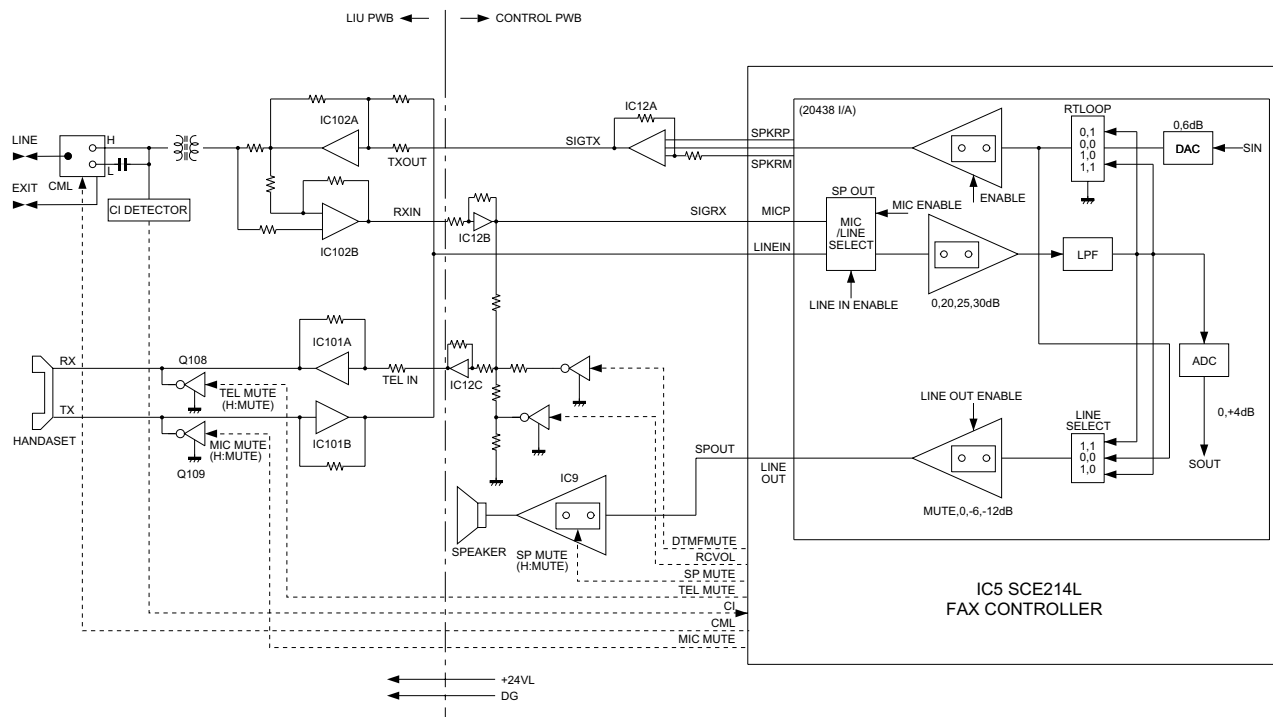 LIU PWB
CONTROL PWB
LINE
EXIT
CML
H
L
CI DETECTOR
IC102A
TXOUT
IC102B
RXIN
IC12B
SIGTX
IC12A
SPKRP
SPKRM
SIGRX
MICP
LINEIN
(20438 I/A)
RTLOOP
0,1
0,0
1,0
1,1
0,6dB
DAC
SIN
ENABLE
SP OUT
MIC
/LINE
SELECT
MIC ENABLE
LINE IN ENABLE
0,20,25,30dB
LPF
ADC
0,+4dB
SOUT
RX
TX
HANDASET
Q108
TEL MUTE
(H:MUTE)
MIC MUTE
(H:MUTE)
Q109
IC101A
IC101B
TEL IN
IC12C
SPEAKER
IC9
SP MUTE
(H:MUTE)
SPOUT
LINE
OUT
LINE OUT ENABLE
MUTE,0,-6,-12dB
LINE
SELECT
1,1
0,0
1,0
DTMFMUTE
RCVOL
SP MUTE
TEL MUTE
CI
CML
MIC MUTE
IC5 SCE214L
FAX CONTROLLER
+24VL
DG